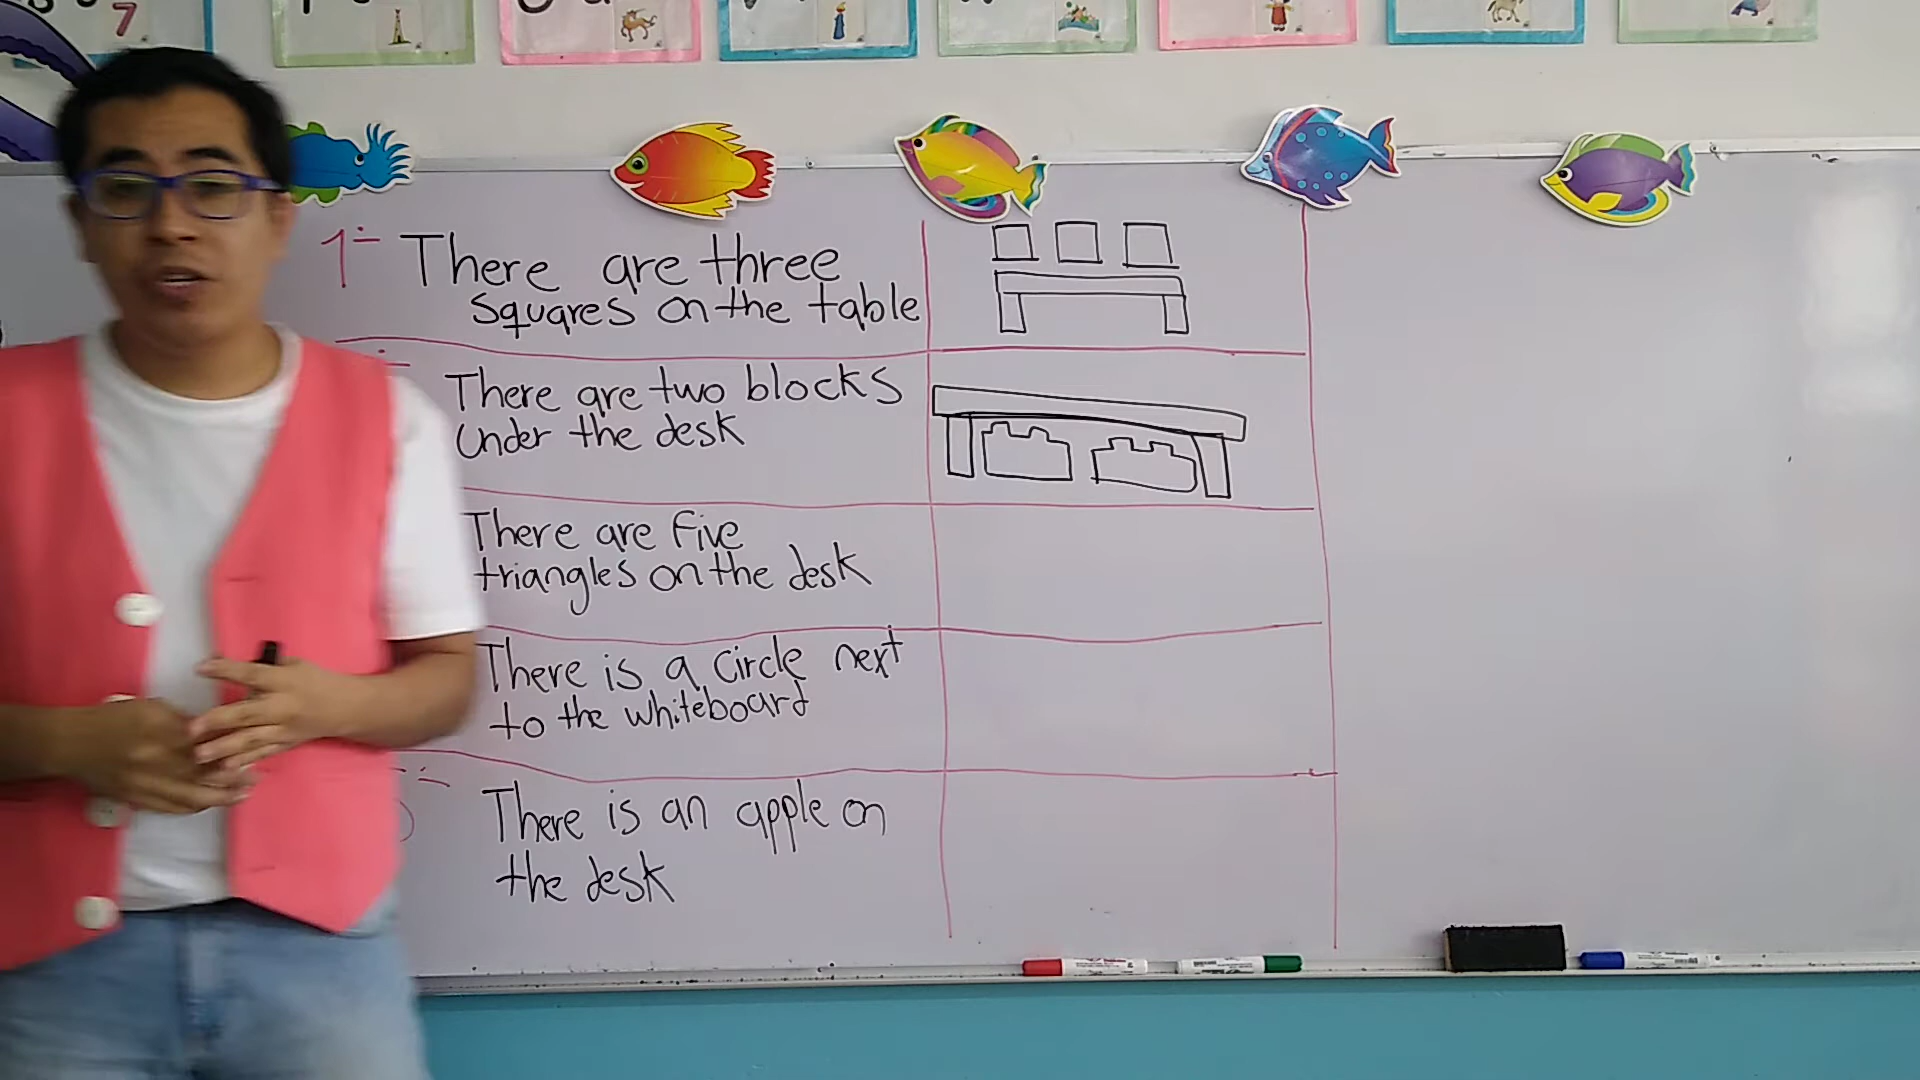 7
1- There are three
squares on the table
There are two blocks
under the desk
There are five
triangles on the desk
There is a circle next
to the whiteboard
There is an apple on
the desk